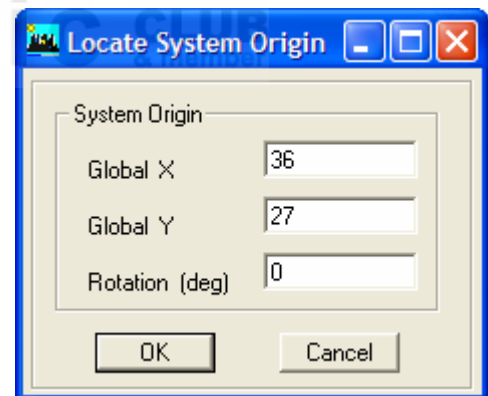 Locate System Origin
System Origin
Global X
36
Global Y
27
Rotation (deg)
0
OK
Cancel